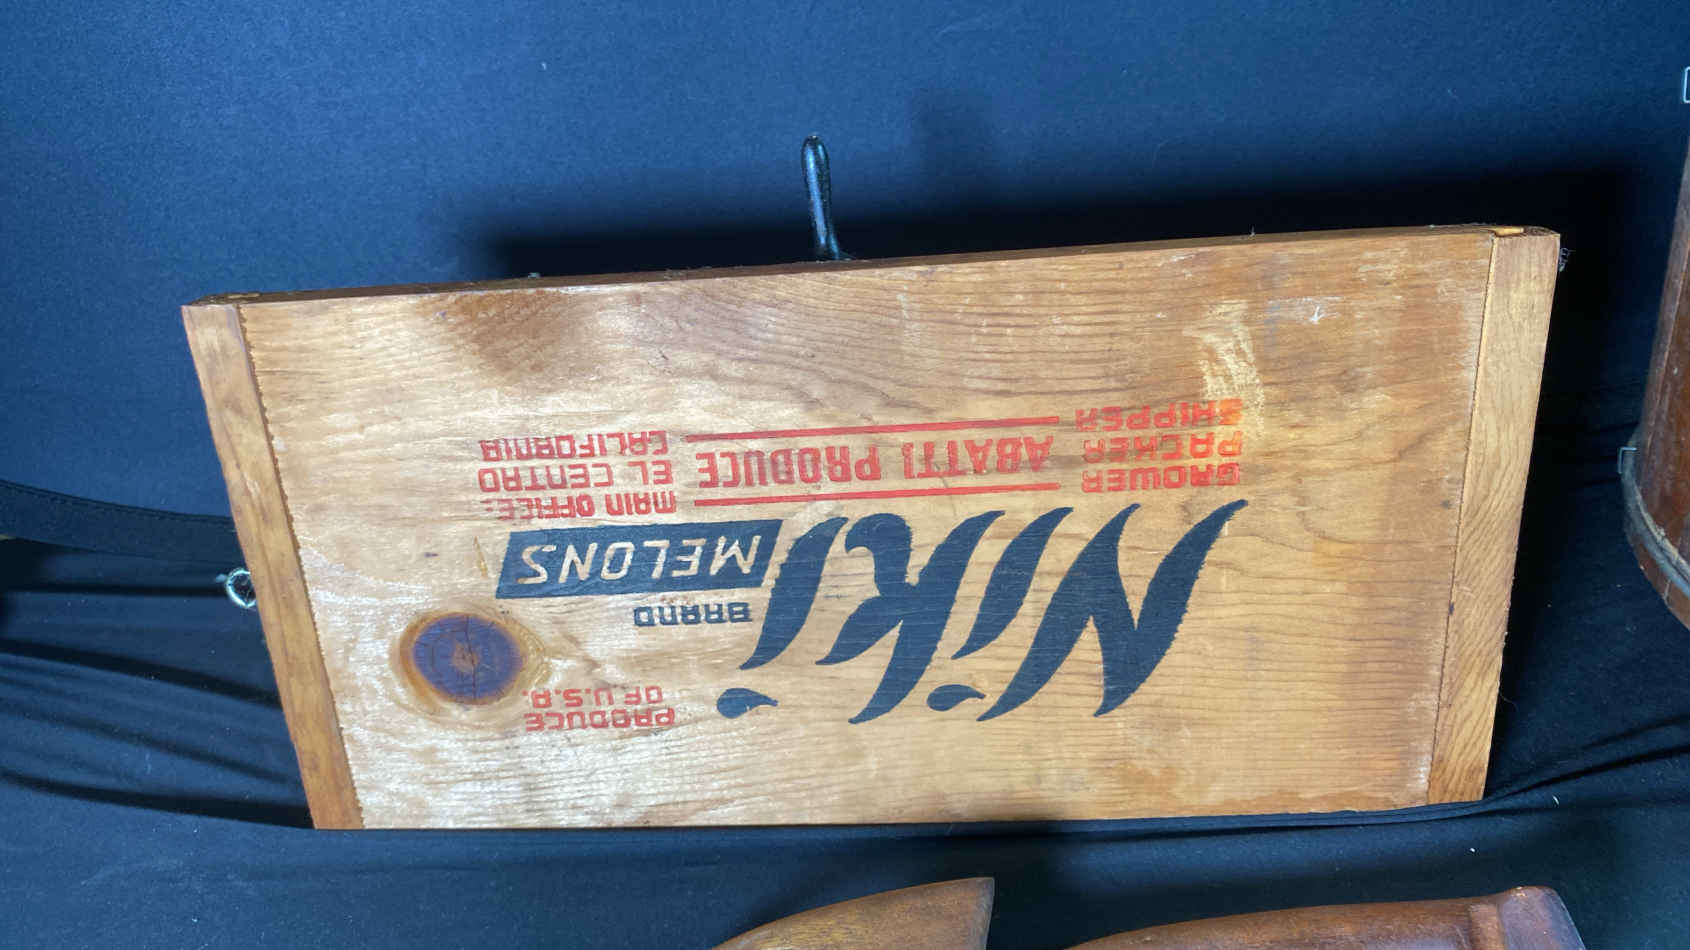 PRODUCE
OF U.S.A.
Niki
BRAND
MELONS
GROWER
PACKER
SHIPPER
ABATTI PRODUCE
MAIN OFFICE:
EL CENTRO
CALIFORNIA